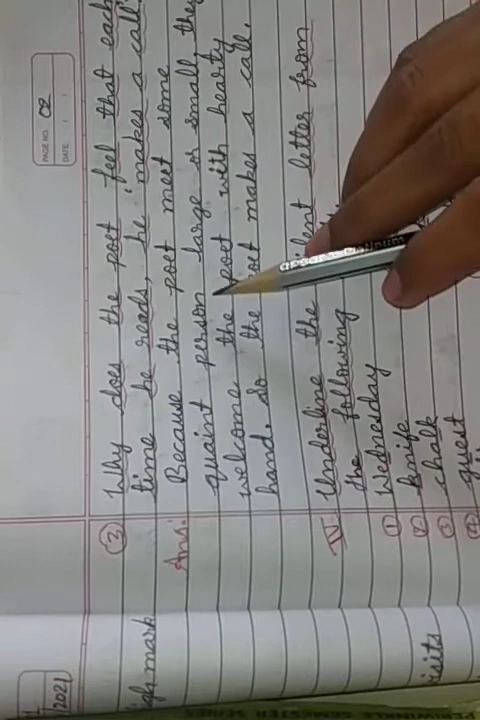 PAGE NO. 02
DATE
③ Why does the poet feel that each
time he reads, he makes a call?
Ans: Because the poet meet some
quaint person large or small, they
welcome the poet with hearty
hand. So the poet makes a call.
IV. Underline the letter from
the following
① Wednesday
② knife
③ chalk
④ guest
mark
isits
2021